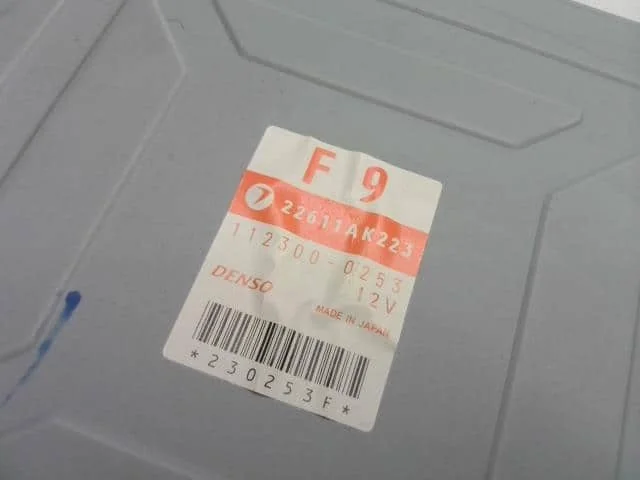 F 9
22611AK223
112300-0253
12V
DENSO
MADE IN JAPAN
*230253F*